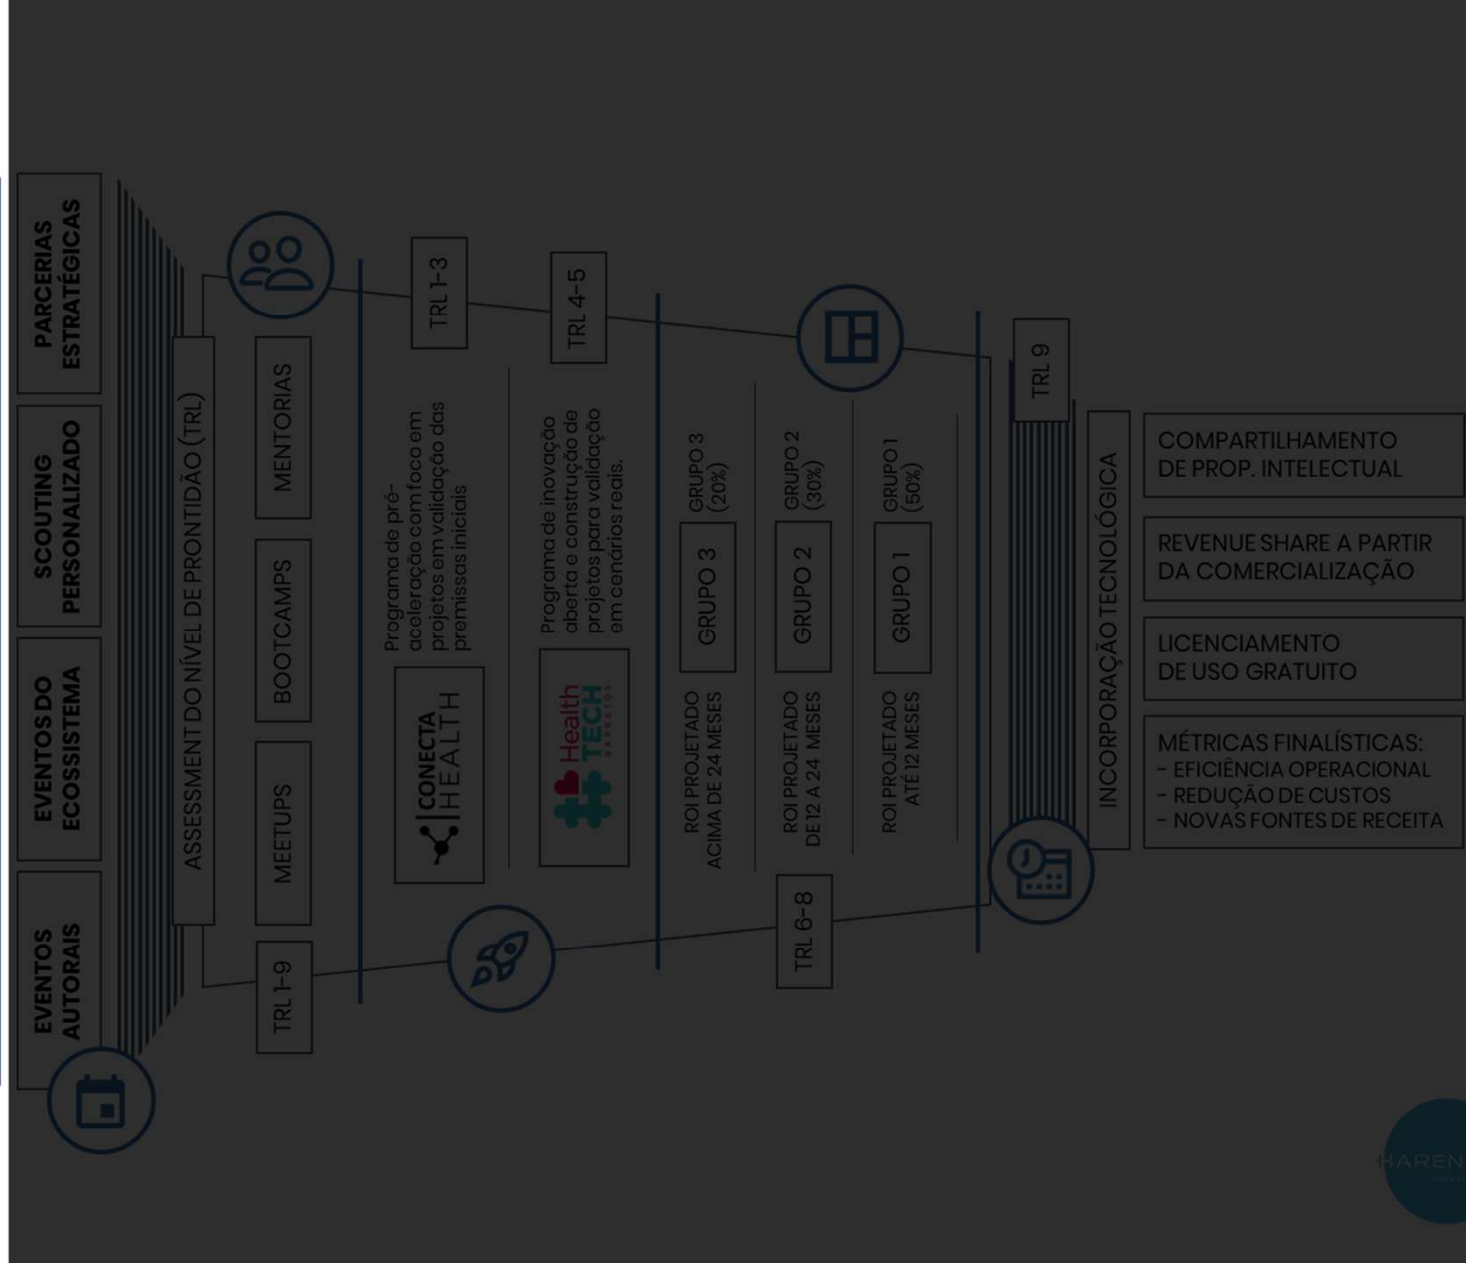 EVENTOS
AUTORAIS
EVENTOS DO
ECOSSISTEMA
SCOUTING
PERSONALIZADO
PARCERIAS
ESTRATÉGICAS
ASSESSMENT DO NÍVEL DE PRONTIDÃO (TRL)
TRL 1-9
MEETUPS
BOOTCAMPS
MENTORIAS
CONECTA
HEALTH
Programa de pré-
aceleração com foco em
projetos em validação das
premissas iniciais
TRL 1-3
Health
TECH
BARRETOS
Programa de inovação
aberta e construção de
projetos para validação
em cenários reais.
TRL 4-5
ROI PROJETADO
ACIMA DE 24 MESES
GRUPO 3
GRUPO 3
(20%)
TRL 6-8
ROI PROJETADO
DE 12 A 24 MESES
GRUPO 2
GRUPO 2
(30%)
ROI PROJETADO
ATÉ 12 MESES
GRUPO 1
GRUPO 1
(50%)
TRL 9
INCORPORAÇÃO TECNOLÓGICA
COMPARTILHAMENTO
DE PROP. INTELECTUAL
REVENUE SHARE A PARTIR
DA COMERCIALIZAÇÃO
LICENCIAMENTO
DE USO GRATUITO
MÉTRICAS FINALÍSTICAS:
- EFICIÊNCIA OPERACIONAL
- REDUÇÃO DE CUSTOS
- NOVAS FONTES DE RECEITA
HAREN